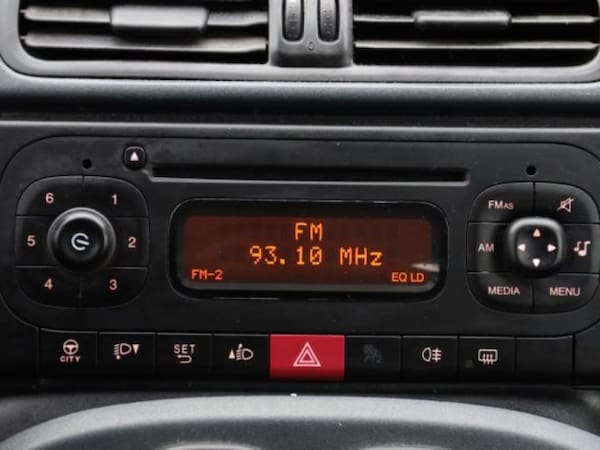 6 1
5 2
4 3
FM
93.10 MHz
FM-2 EQ LD
FMAS
AM
MEDIA MENU
CITY SET